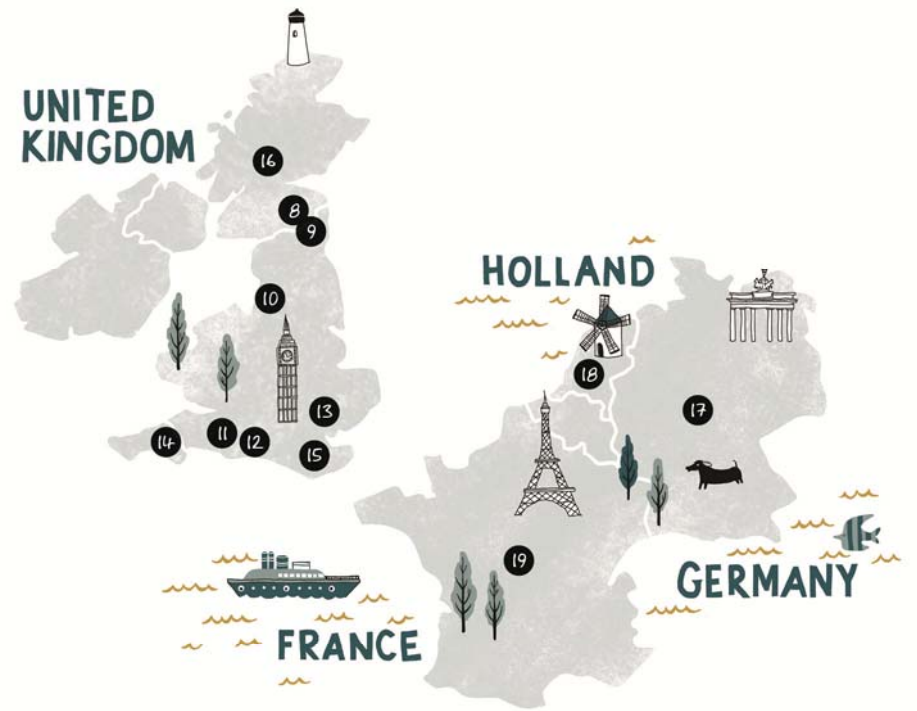 UNITED
KINGDOM
16
8
9
HOLLAND
10
18
13
17
14
11
12
15
19
GERMANY
FRANCE